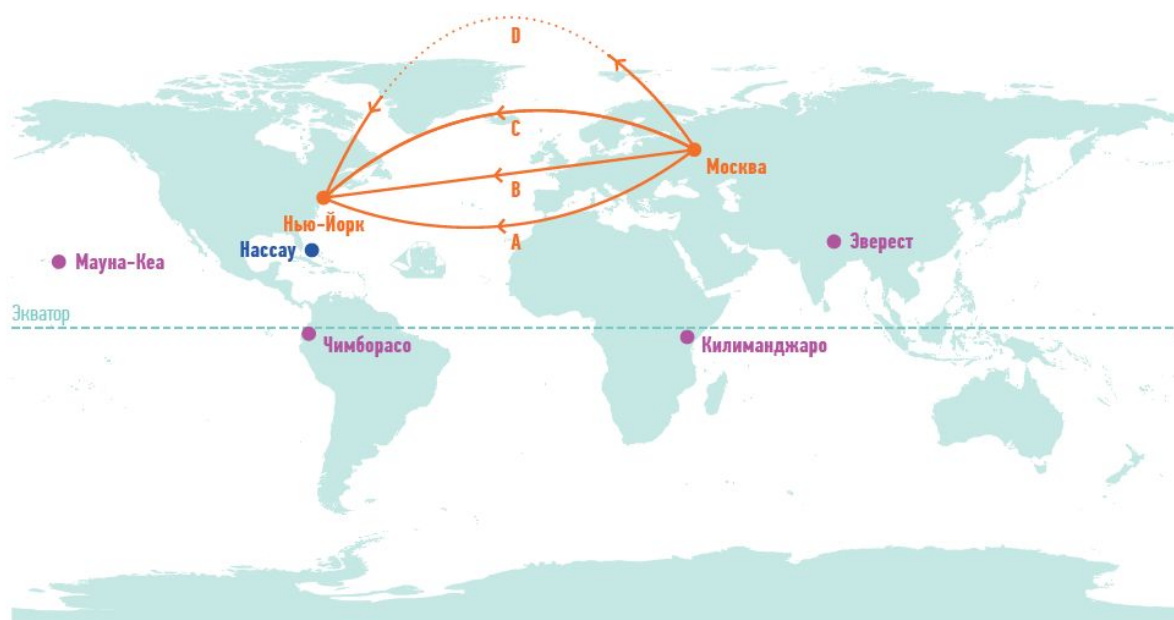 D
C
Москва
B
Нью-Йорк
A
Нассау
Эверест
Мауна-Кеа
Экватор
Чимборасо
Килиманджаро